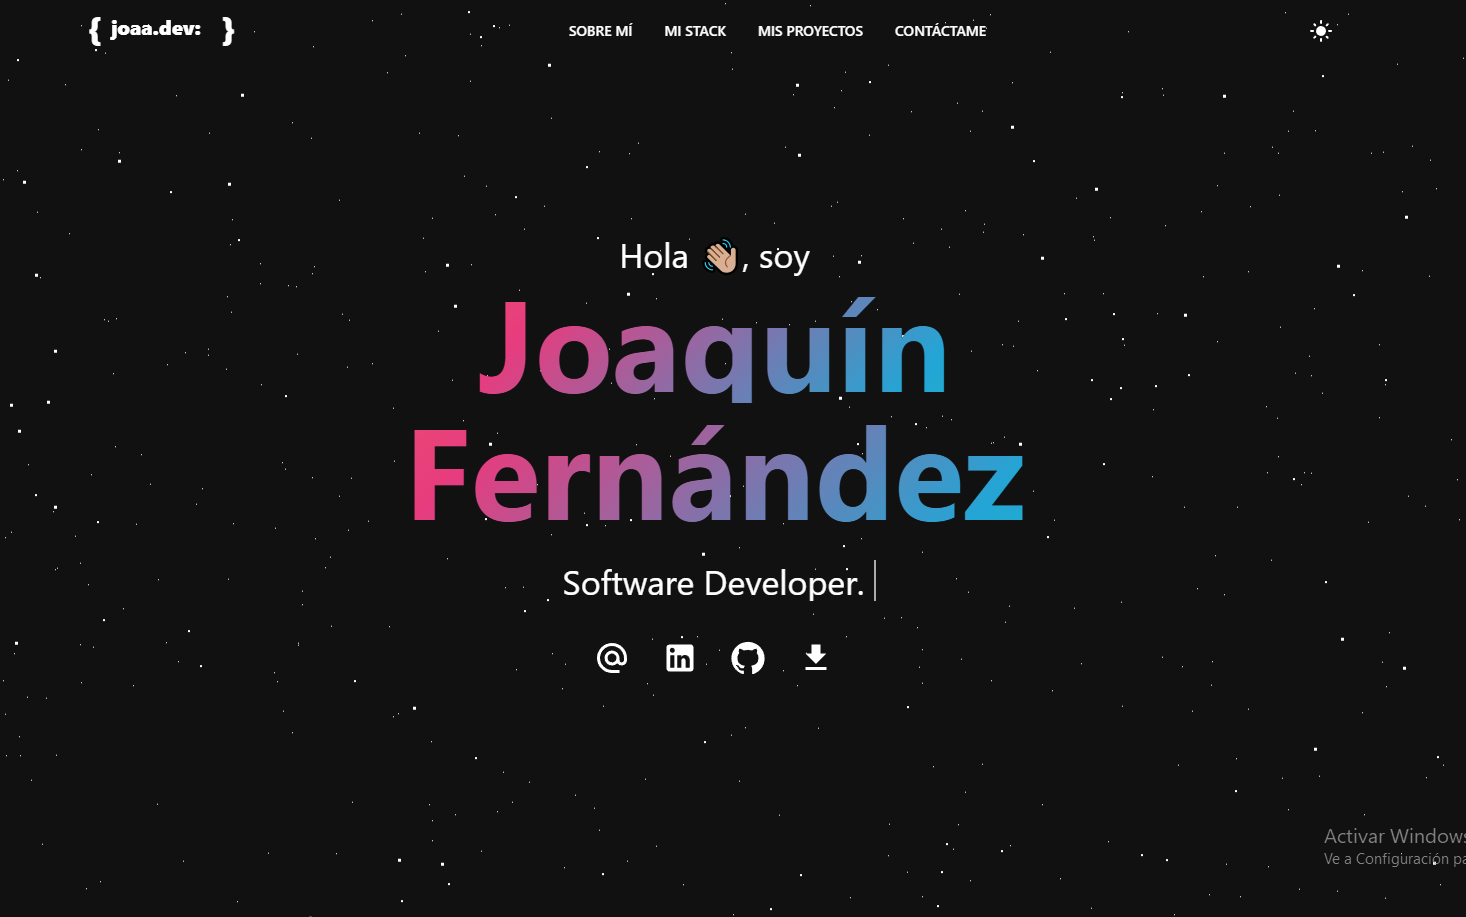 { joaa.dev: }
SOBRE MÍ MI STACK MIS PROYECTOS CONTÁCTAME
Hola 👋🏼, soy
Joaquín
Fernández
Software Developer.
in
Activar Windows
Ve a Configuración pa